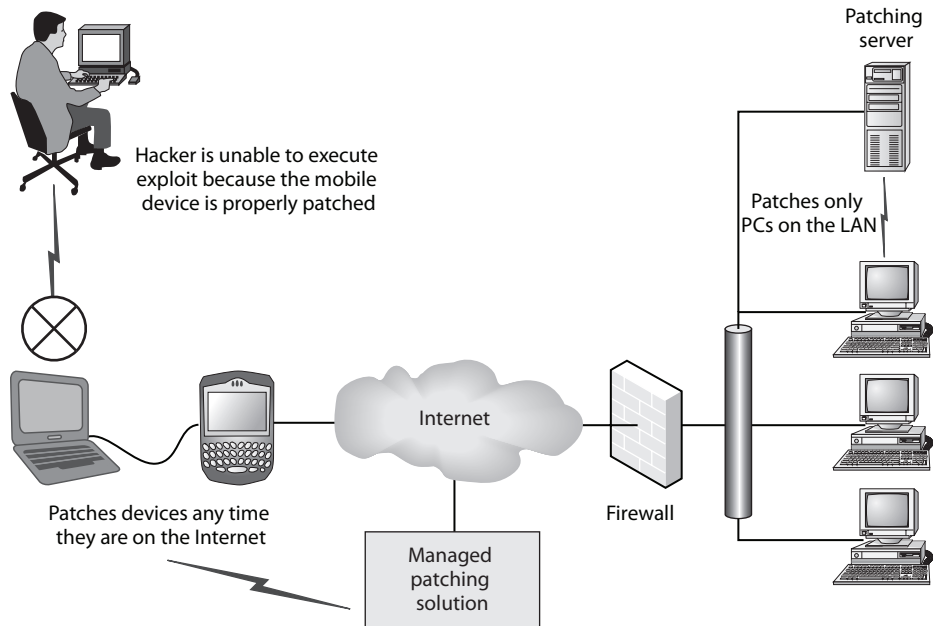 Patching
server
Hacker is unable to execute
exploit because the mobile
device is properly patched
Patches only
PCs on the LAN
Internet
Firewall
Patches devices any time
they are on the Internet
Managed
patching
solution